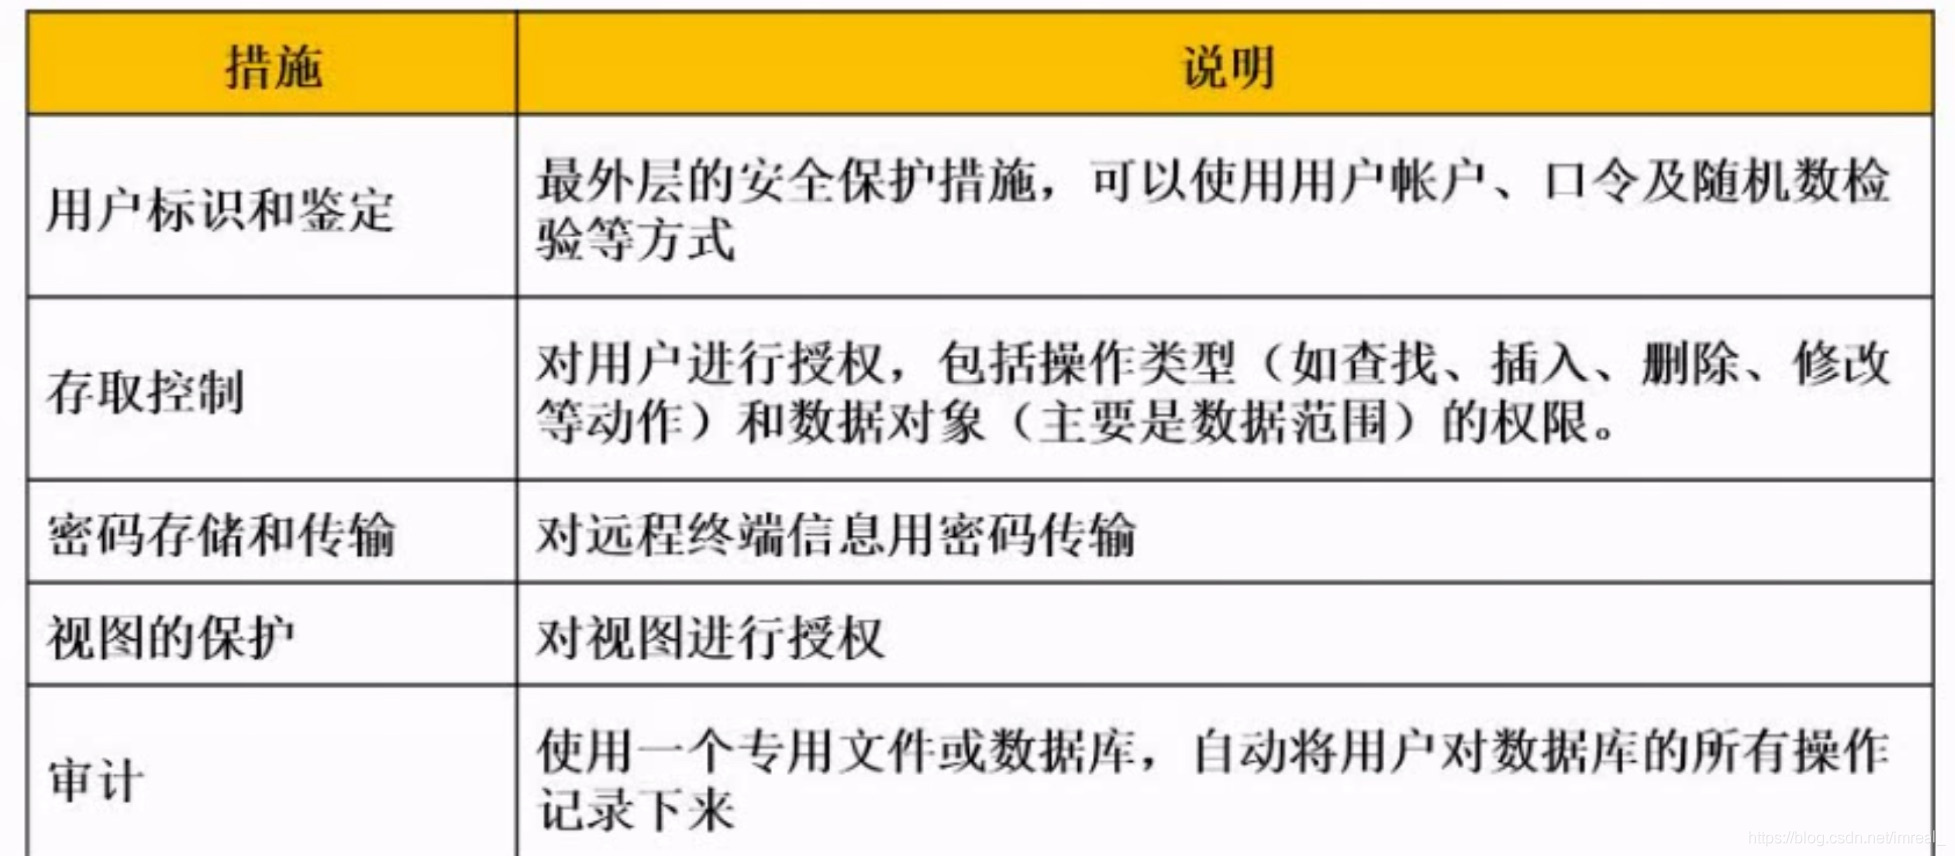 措施
说明
用户标识和鉴定
最外层的安全保护措施，可以使用用户帐户、口令及随机数检
验等方式
存取控制
对用户进行授权，包括操作类型（如查找、插入、删除、修改
等动作）和数据对象（主要是数据范围）的权限。
密码存储和传输
对远程终端信息用密码传输
视图的保护
对视图进行授权
审计
使用一个专用文件或数据库，自动将用户对数据库的所有操作
记录下来
https://blog.csdn.net/imreal_